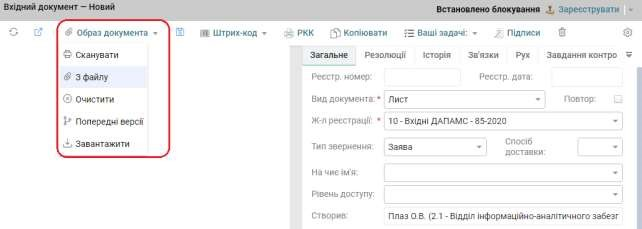 Вхідний документ — Новий
Встановлено блокування Зареєструвати
Образ документа Штрих-код РКК Копіювати Ваші задачі: Підписи
Сканувати
З файлу
Очистити
Попередні версії
Завантажити
Загальне Резолюції Історія Зв'язки Рух Завдання контро
Реєстр. номер: Реєстр. дата:
Вид документа: * Лист Повтор:
Ж-л реєстрації: * 10 - Вхідні ДАПАМС - 85-2020
Тип звернення: Заява Спосіб доставки:
На чиє ім'я:
Рівень доступу:
Створив: Плаз О.В. (2.1 - Відділ інформаційно-аналітичного забезг